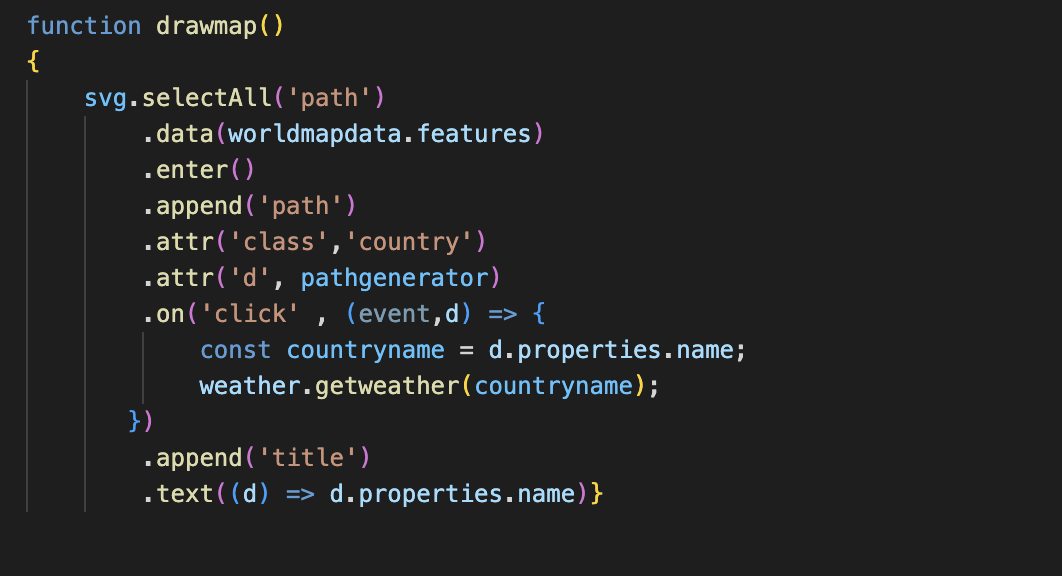 function drawmap()
{
    svg.selectAll('path')
        .data(worldmapdata.features)
        .enter()
        .append('path')
        .attr('class','country')
        .attr('d', pathgenerator)
        .on('click' , (event,d) => {
            const countryname = d.properties.name;
            weather.getweather(countryname);
       })
        .append('title')
        .text((d) => d.properties.name)}